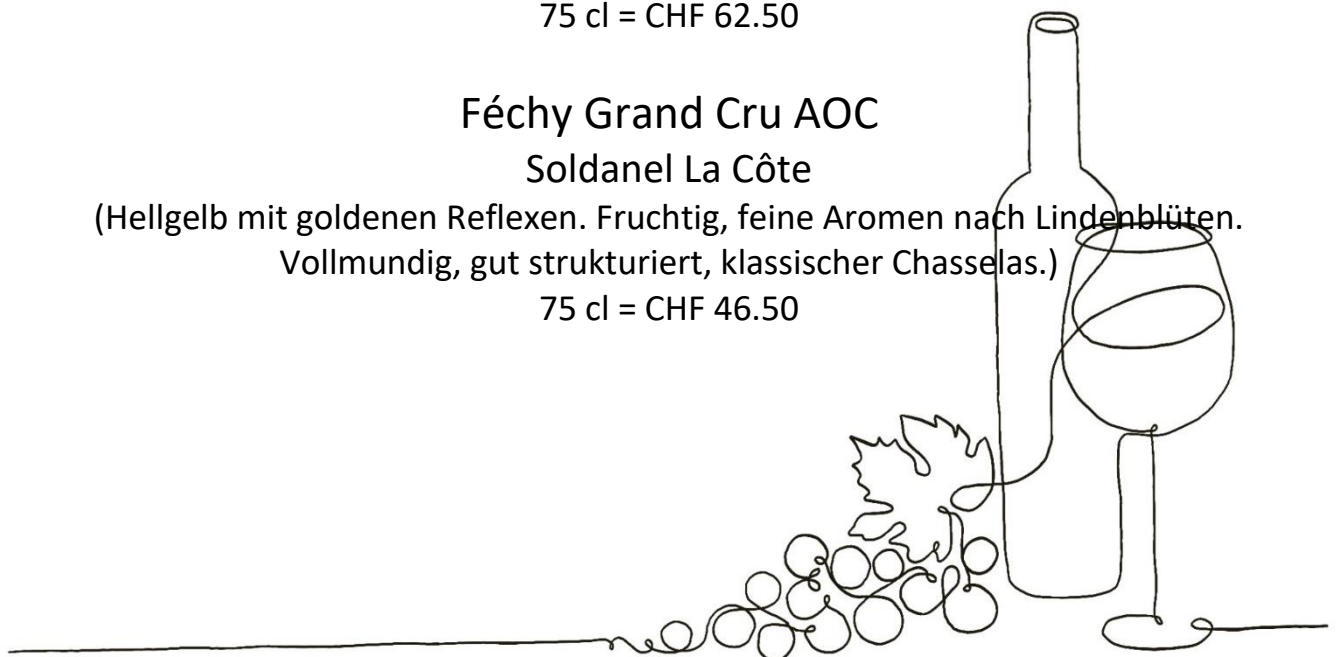 75 cl = CHF 62.50
Féchy Grand Cru AOC
Soldanel La Côte
(Hellgelb mit goldenen Reflexen. Fruchtig, feine Aromen nach Lindenblüten.
Vollmundig, gut strukturiert, klassischer Chasselas.)
75 cl = CHF 46.50